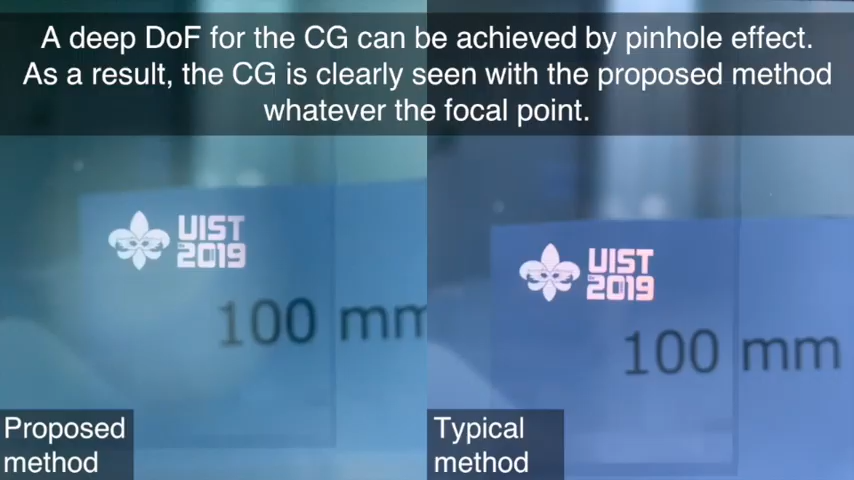 A deep DoF for the CG can be achieved by pinhole effect.
As a result, the CG is clearly seen with the proposed method
whatever the focal point.
UIST
2019
100 mm
Proposed
method
UIST
2019
100 mm
Typical
method